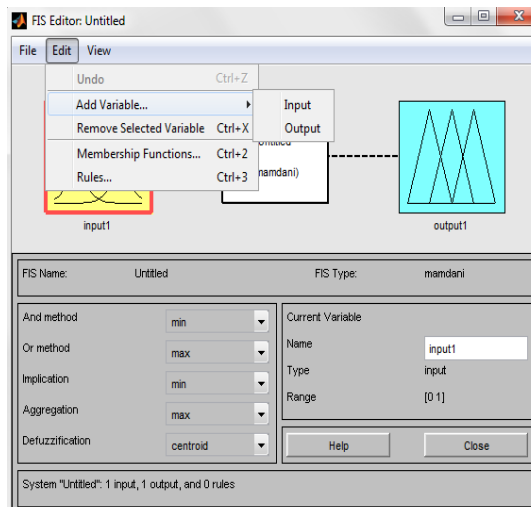 FIS Editor: Untitled
File Edit View
Undo Ctrl+Z
Add Variable...
Input
Remove Selected Variable Ctrl+X
Output
Membership Functions... Ctrl+2
Rules... Ctrl+3
mamdani)
input1
output1
FIS Name: Untitled FIS Type: mamdani
And method min
Or method max
Implication min
Aggregation max
Defuzzification centroid
Current Variable
Name input1
Type input
Range [0 1]
Help Close
System "Untitled": 1 input, 1 output, and 0 rules